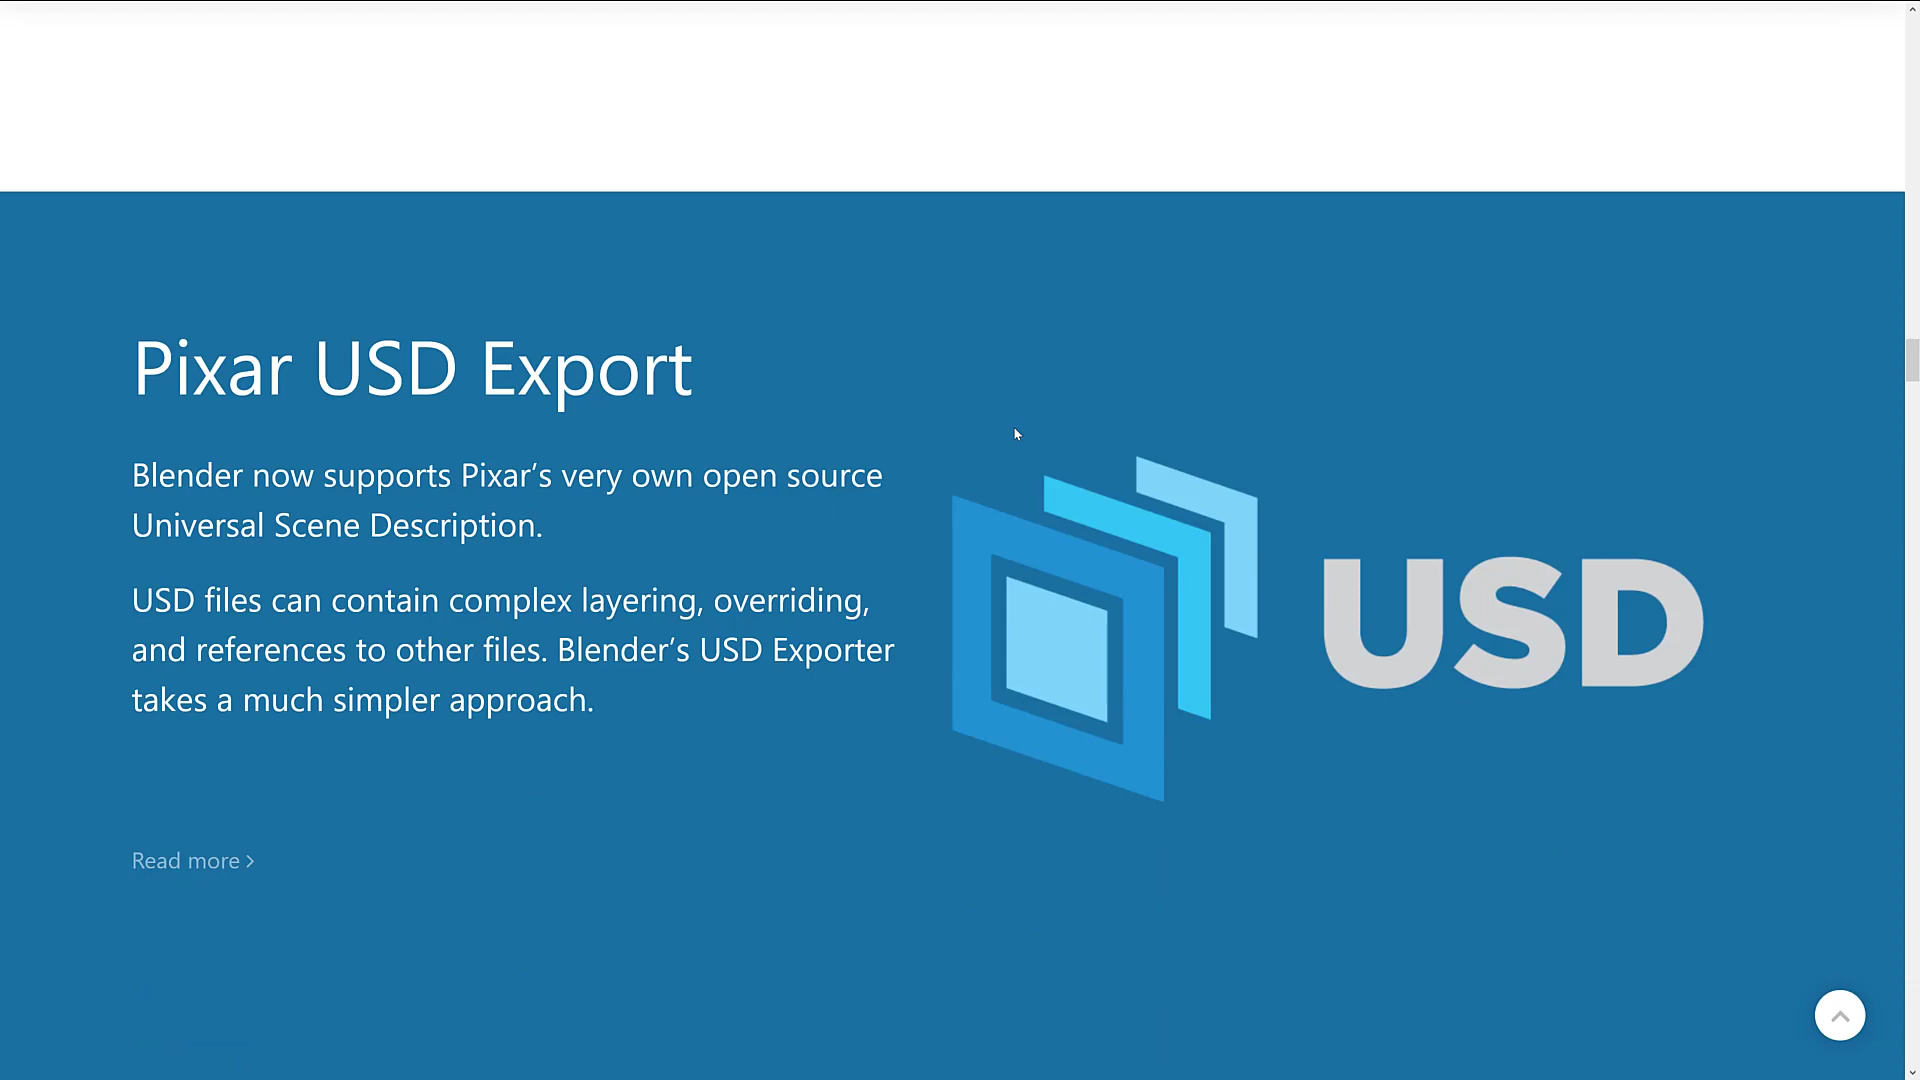 Pixar USD Export
Blender now supports Pixar’s very own open source
Universal Scene Description.
USD files can contain complex layering, overriding,
and references to other files. Blender’s USD Exporter
takes a much simpler approach.
USD
Read more